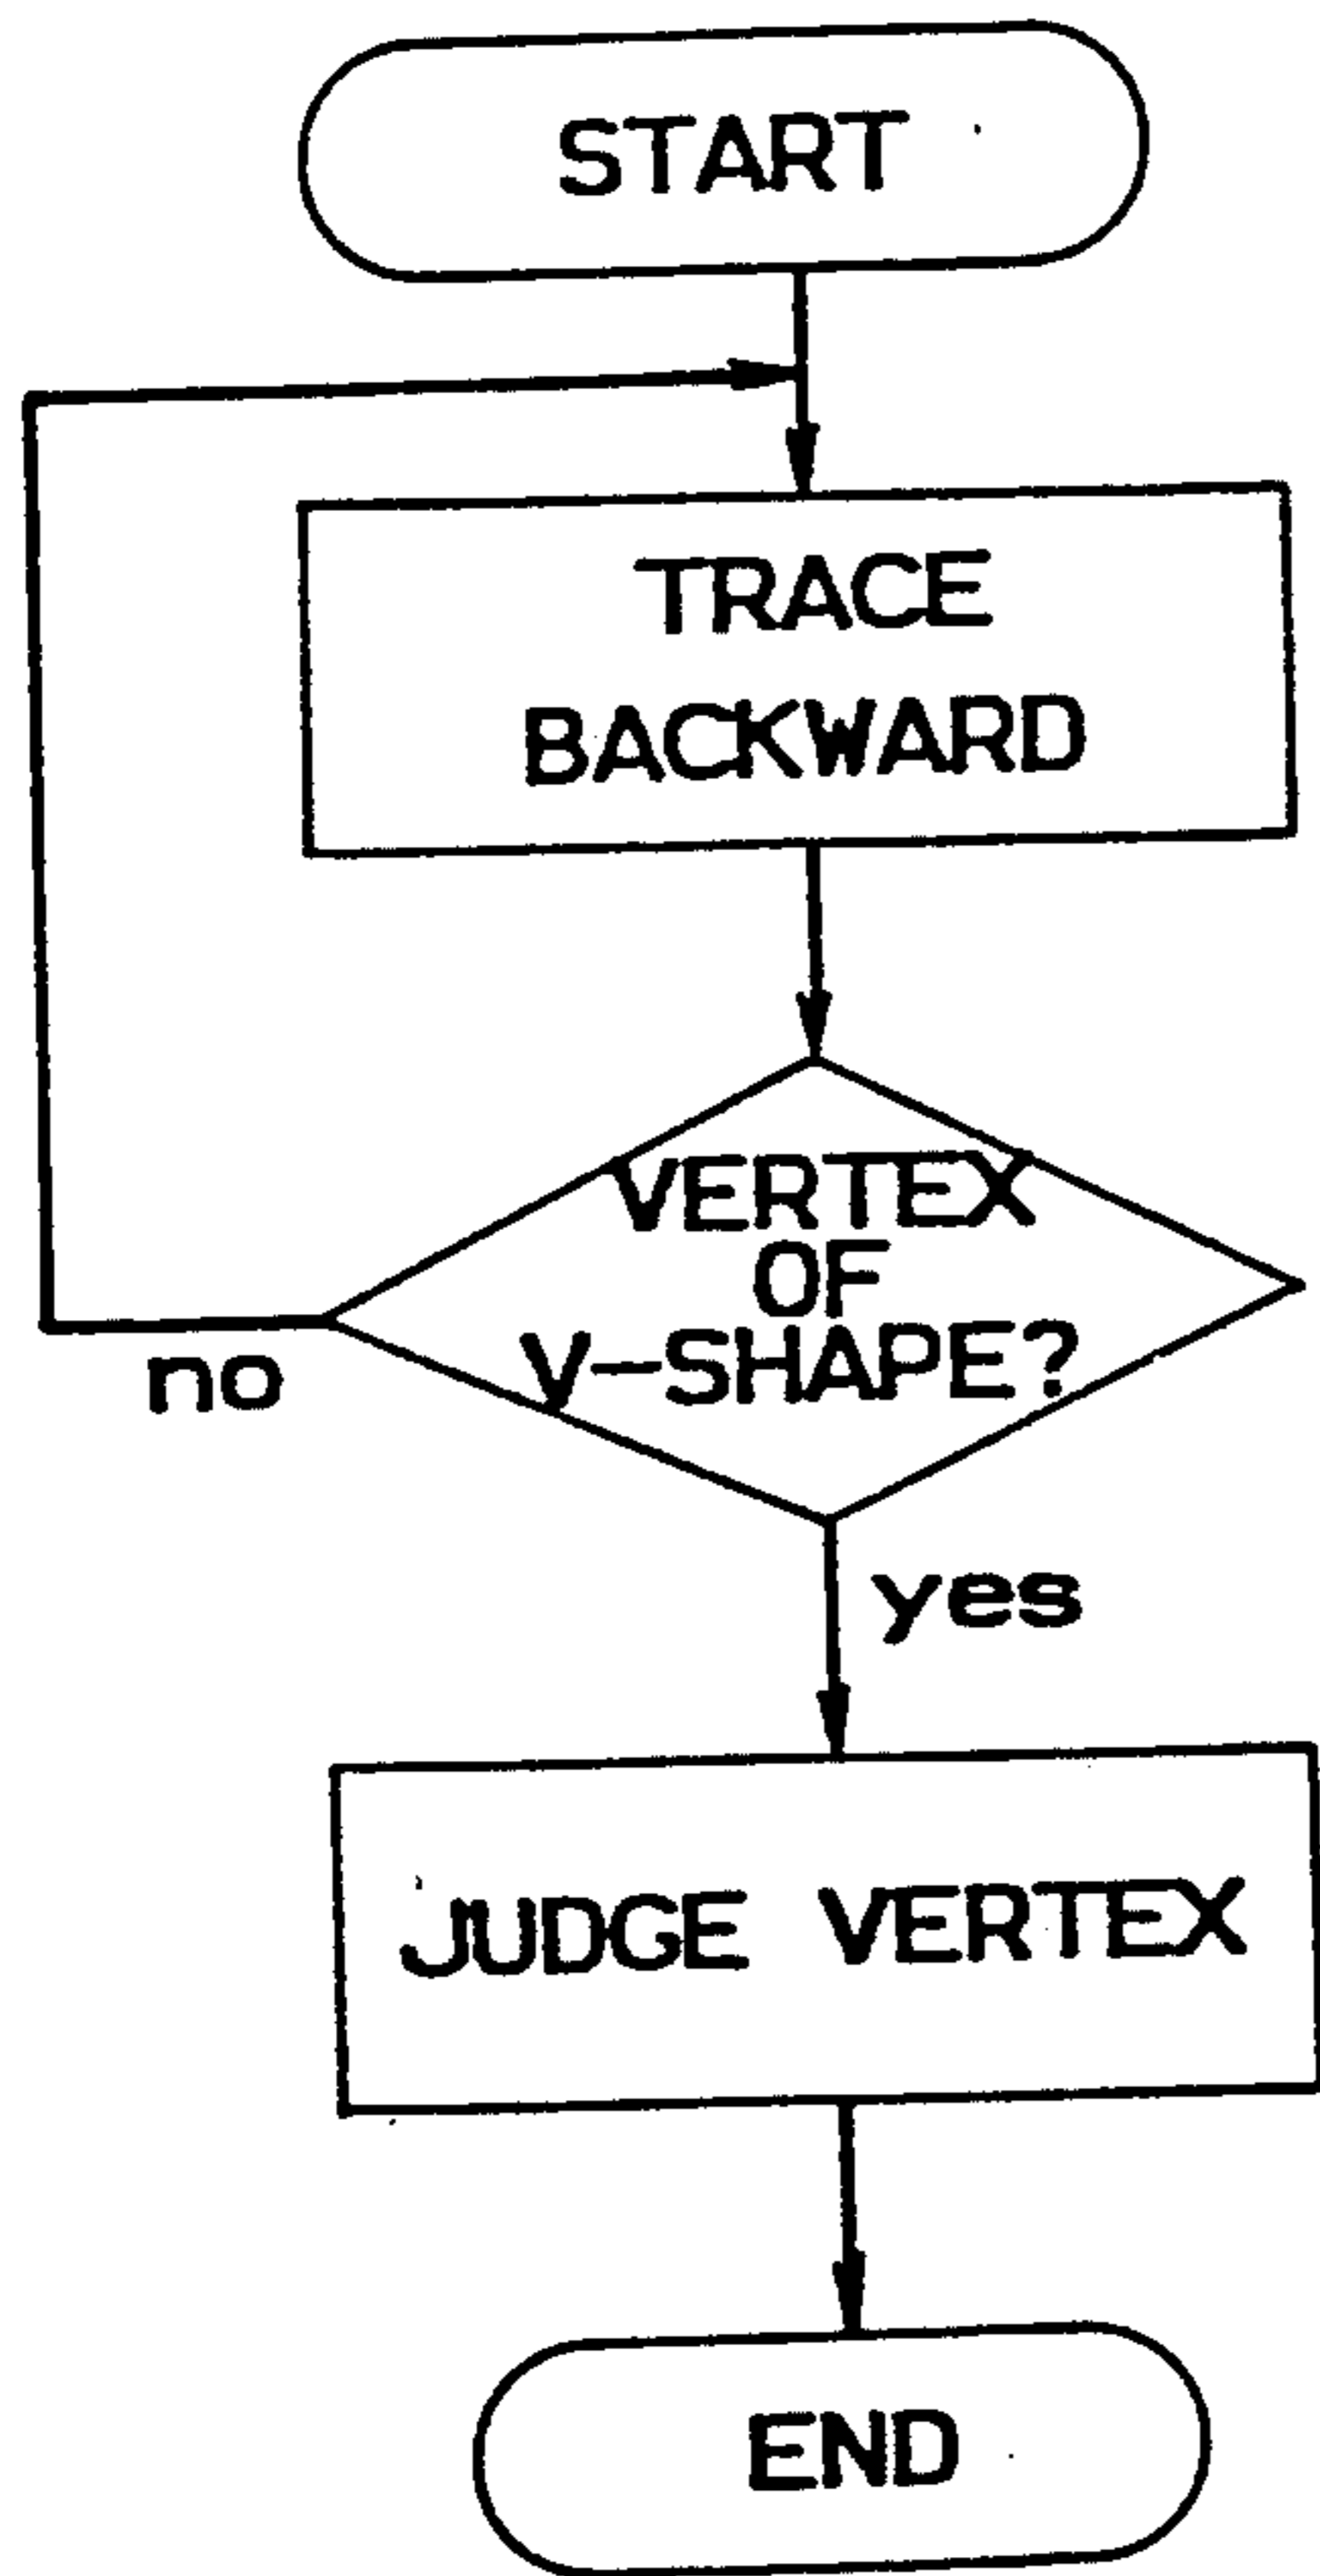 START
TRACE
BACKWARD
VERTEX
OF
V-SHAPE?
no
yes
JUDGE VERTEX
END